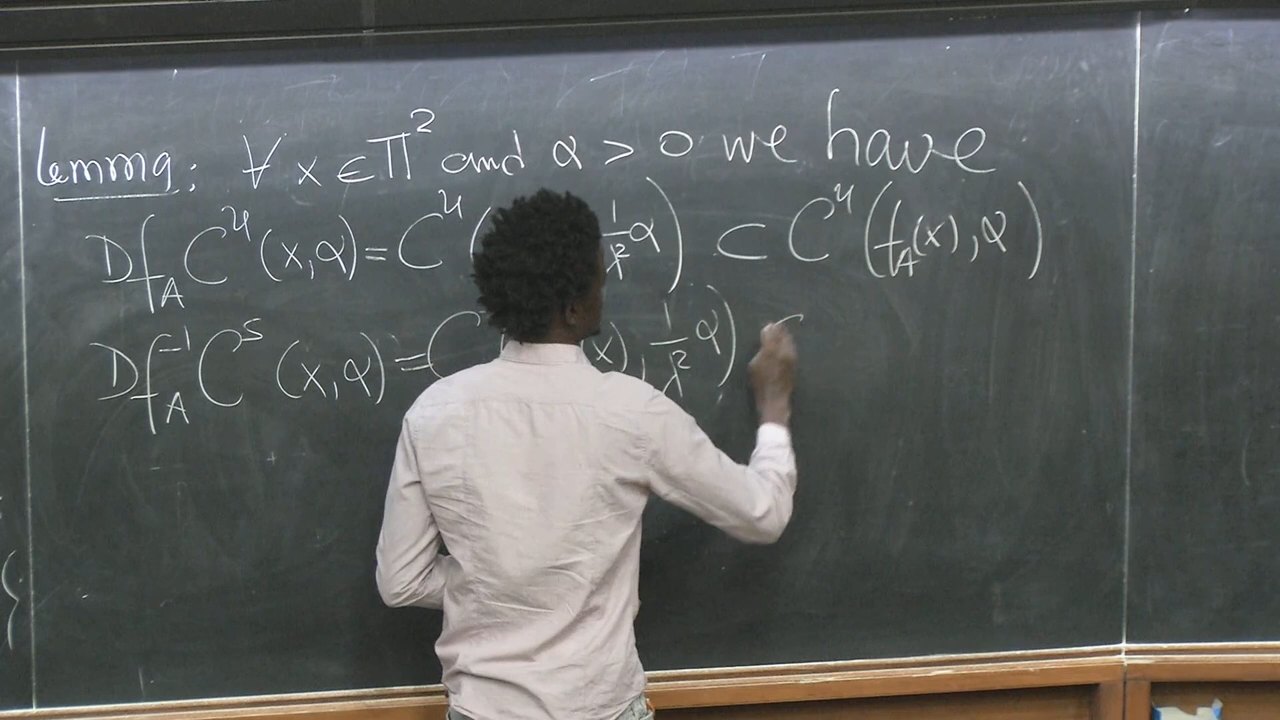 Lemma: ∀ x ∈ 𝕋² and α > 0 we have
Df_A C^u (x, α) = C^u ( 1/λ² α) ⊂ C^u (f_A(x), α)
Df_A^{-1} C^s (x, α) = C x), 1/λ² α) ⊂